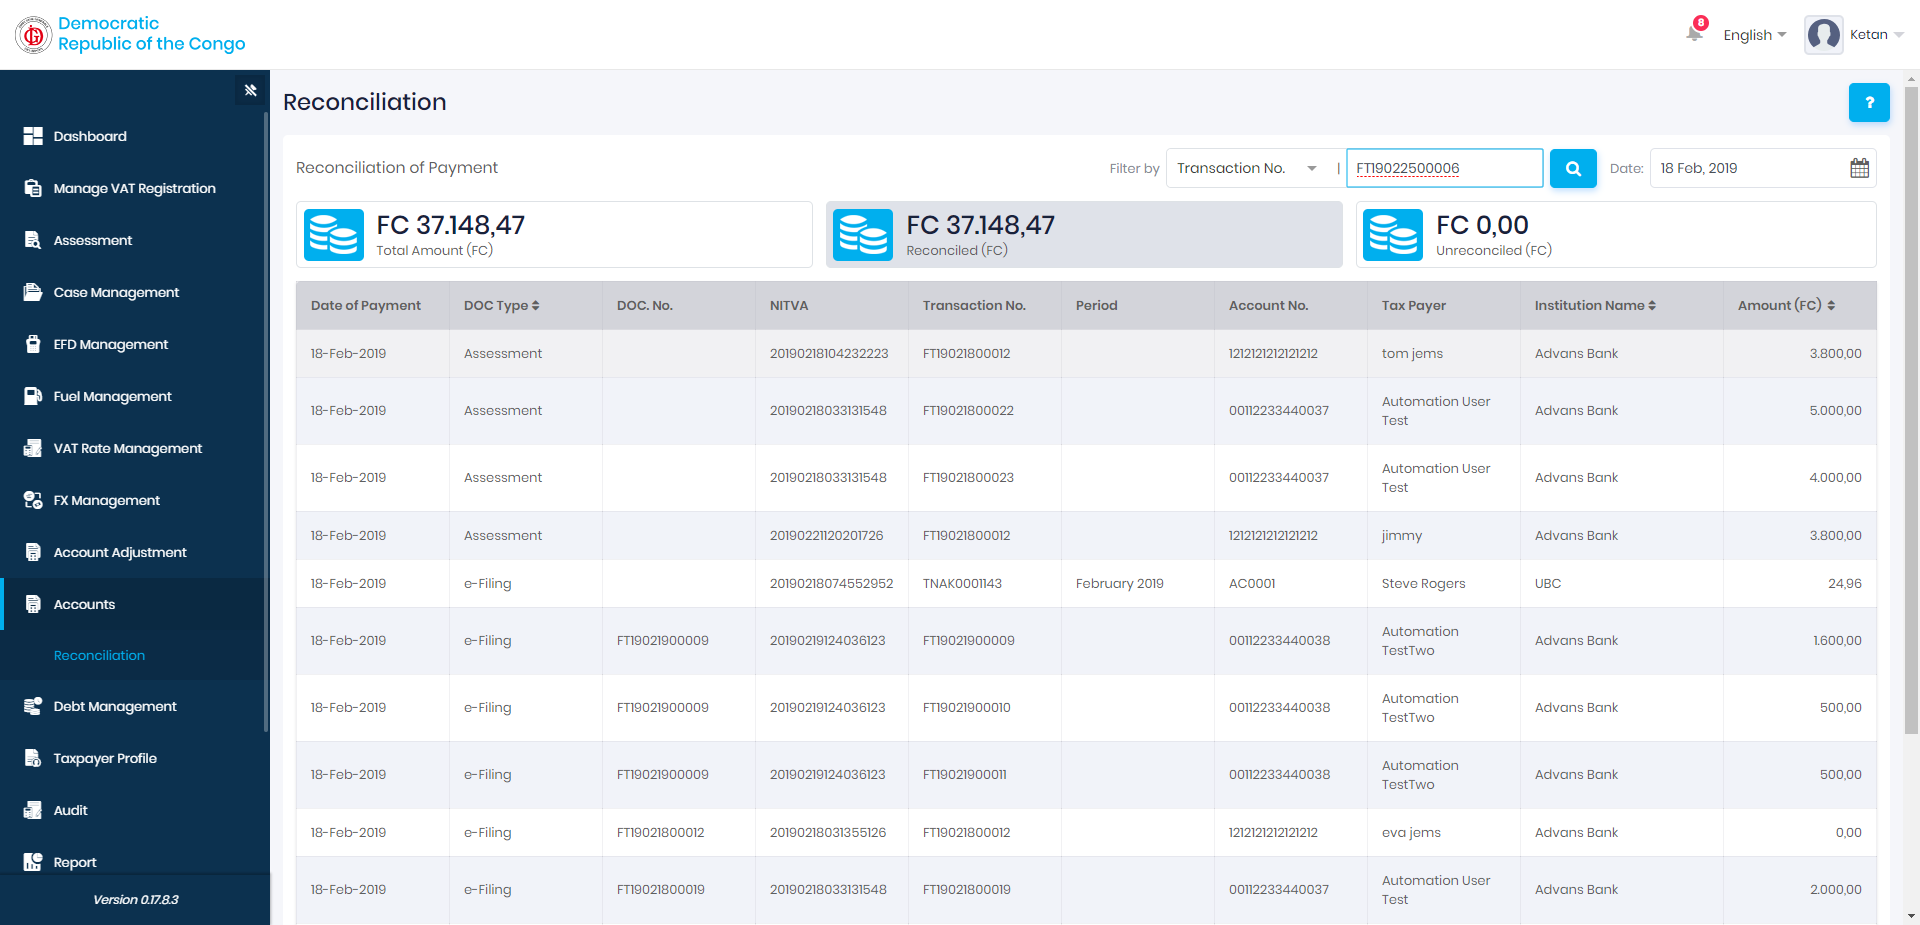 Democratic
Republic of the Congo
8
English
Ketan
Dashboard
Manage VAT Registration
Assessment
Case Management
EFD Management
Fuel Management
VAT Rate Management
FX Management
Account Adjustment
Accounts
Reconciliation
Debt Management
Taxpayer Profile
Audit
Report
Version 0.17.8.3
Reconciliation
?
Reconciliation of Payment
Filter by Transaction No. | FT19022500006 Date: 18 Feb, 2019
FC 37.148,47
Total Amount (FC)
FC 37.148,47
Reconciled (FC)
FC 0,00
Unreconciled (FC)
Date of Payment DOC Type DOC. No. NITVA Transaction No. Period Account No. Tax Payer Institution Name Amount (FC)
18-Feb-2019 Assessment 20190218104232223 FT19021800012 1212121212121212 tom jems Advans Bank 3.800,00
18-Feb-2019 Assessment 20190218033131548 FT19021800022 00112233440037 Automation User Test Advans Bank 5.000,00
18-Feb-2019 Assessment 20190218033131548 FT19021800023 00112233440037 Automation User Test Advans Bank 4.000,00
18-Feb-2019 Assessment 20190221120201726 FT19021800012 1212121212121212 jimmy Advans Bank 3.800,00
18-Feb-2019 e-Filing 20190218074552952 TNAK0001143 February 2019 AC0001 Steve Rogers UBC 24,96
18-Feb-2019 e-Filing FT19021900009 20190219124036123 FT19021900009 00112233440038 Automation TestTwo Advans Bank 1.600,00
18-Feb-2019 e-Filing FT19021900009 20190219124036123 FT19021900010 00112233440038 Automation TestTwo Advans Bank 500,00
18-Feb-2019 e-Filing FT19021900009 20190219124036123 FT19021900011 00112233440038 Automation TestTwo Advans Bank 500,00
18-Feb-2019 e-Filing FT19021800012 20190218031355126 FT19021800012 1212121212121212 eva jems Advans Bank 0,00
18-Feb-2019 e-Filing FT19021800019 20190218033131548 FT19021800019 00112233440037 Automation User Test Advans Bank 2.000,00